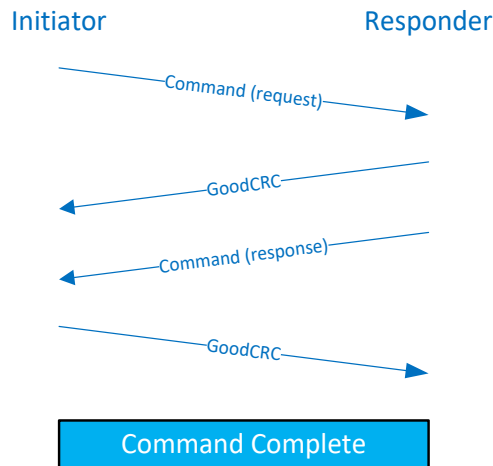 Initiator
Responder
Command (request)
GoodCRC
Command (response)
GoodCRC
Command Complete